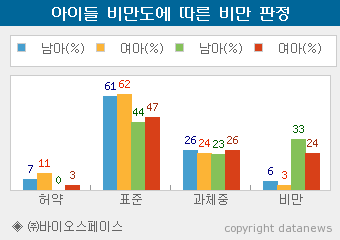 아이들 비만도에 따른 비만 판정
남아(%) 여아(%) 남아(%) 여아(%)
7 11 0 3 61 62 44 47 26 24 23 26 6 3 33 24
허약 표준 과체중 비만
◈ ㈜바이오스페이스
copyright datanews